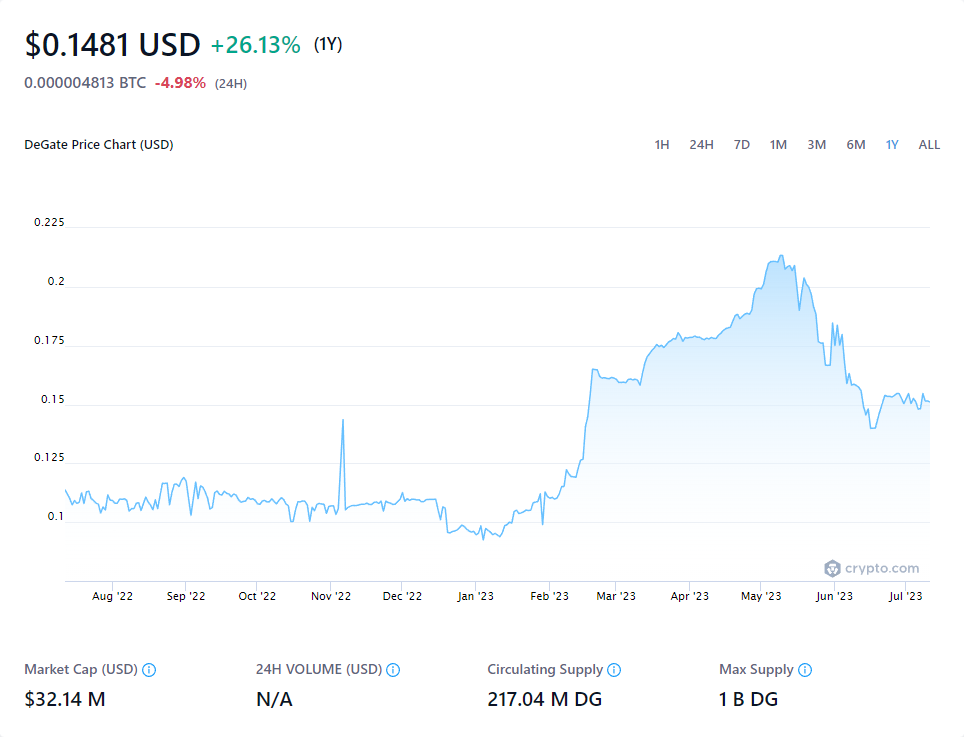 $0.1481 USD +26.13% (1Y)
0.000004813 BTC -4.98% (24H)
DeGate Price Chart (USD) 1H 24H 7D 1M 3M 6M 1Y ALL
0.225
0.2
0.175
0.15
0.125
0.1
crypto.com
Aug '22 Sep '22 Oct '22 Nov '22 Dec '22 Jan '23 Feb '23 Mar '23 Apr '23 May '23 Jun '23 Jul '23
Market Cap (USD) 24H VOLUME (USD) Circulating Supply Max Supply
$32.14 M N/A 217.04 M DG 1 B DG